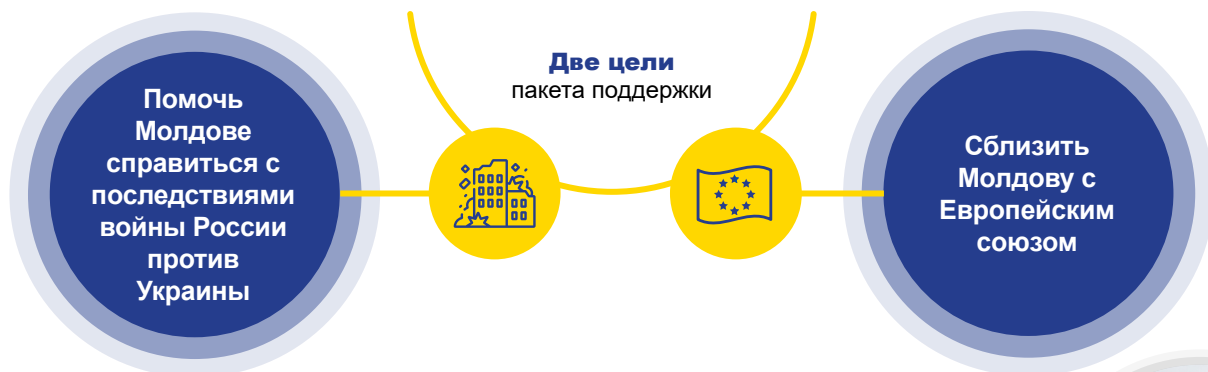 Две цели
пакета поддержки
Помочь
Молдове
справиться с
последствиями
войны России
против
Украины
Сблизить
Молдову с
Европейским
союзом